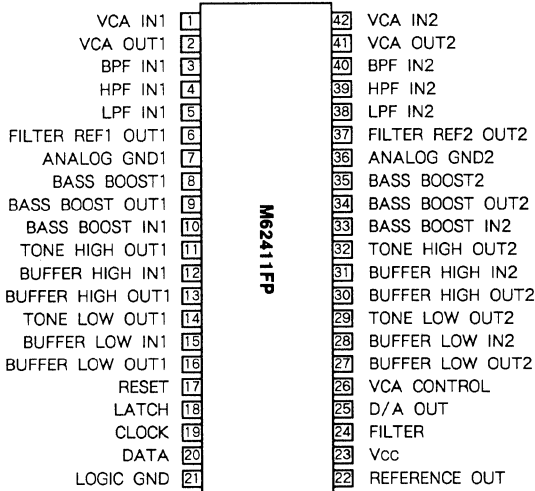 VCA IN1 1 42 VCA IN2
VCA OUT1 2 41 VCA OUT2
BPF IN1 3 40 BPF IN2
HPF IN1 4 39 HPF IN2
LPF IN1 5 38 LPF IN2
FILTER REF1 OUT1 6 37 FILTER REF2 OUT2
ANALOG GND1 7 36 ANALOG GND2
BASS BOOST1 8 35 BASS BOOST2
BASS BOOST OUT1 9 34 BASS BOOST OUT2
BASS BOOST IN1 10 33 BASS BOOST IN2
TONE HIGH OUT1 11 32 TONE HIGH OUT2
BUFFER HIGH IN1 12 31 BUFFER HIGH IN2
BUFFER HIGH OUT1 13 30 BUFFER HIGH OUT2
TONE LOW OUT1 14 29 TONE LOW OUT2
BUFFER LOW IN1 15 28 BUFFER LOW IN2
BUFFER LOW OUT1 16 27 BUFFER LOW OUT2
RESET 17 26 VCA CONTROL
LATCH 18 25 D/A OUT
CLOCK 19 24 FILTER
DATA 20 23 Vcc
LOGIC GND 21 22 REFERENCE OUT
M62411FP